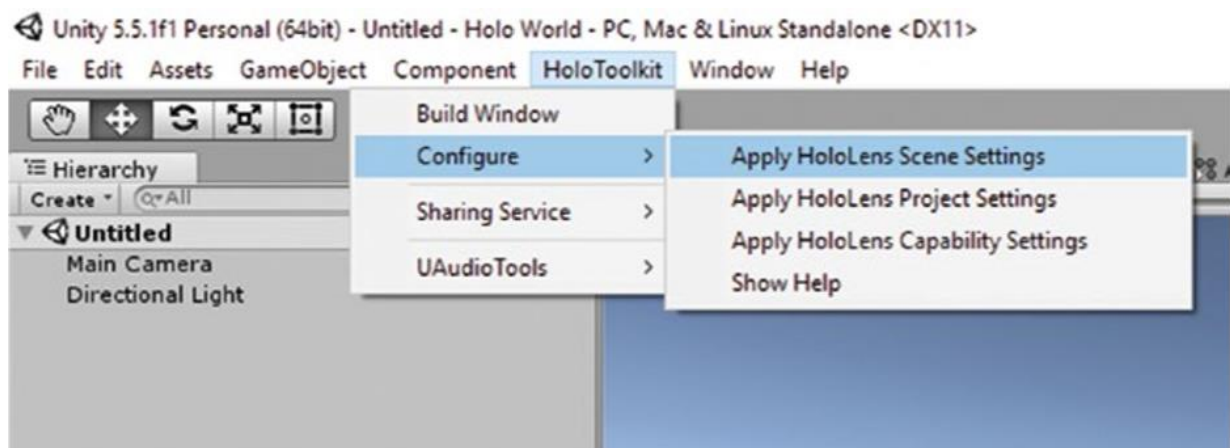 Unity 5.5.1f1 Personal (64bit) - Untitled - Holo World - PC, Mac & Linux Standalone <DX11>
File Edit Assets GameObject Component HoloToolkit Window Help
Build Window
Configure >
Apply HoloLens Scene Settings
Hierarchy
Create
All
Sharing Service >
Apply HoloLens Project Settings
Untitled
Apply HoloLens Capability Settings
Main Camera
UAudioTools >
Show Help
Directional Light